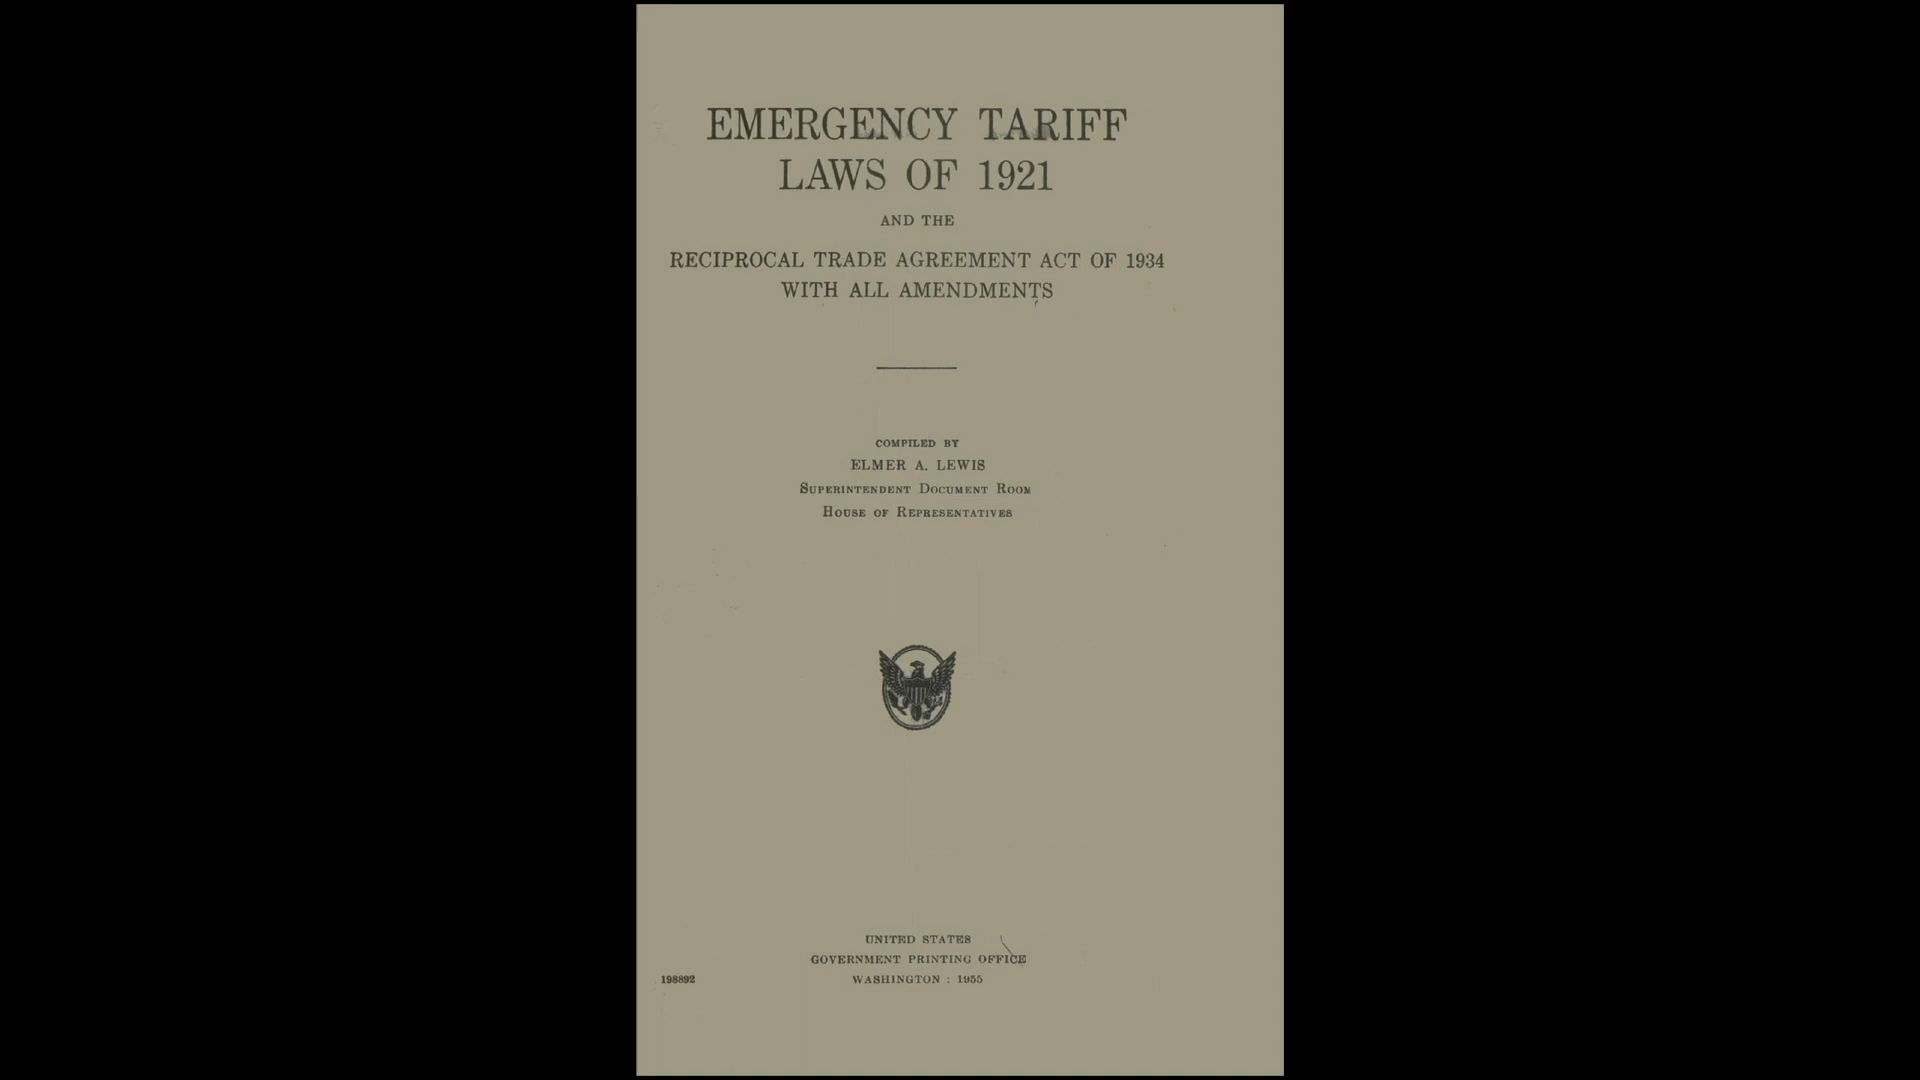 EMERGENCY TARIFF
LAWS OF 1921
AND THE
RECIPROCAL TRADE AGREEMENT ACT OF 1934
WITH ALL AMENDMENTS
COMPILED BY
ELMER A. LEWIS
SUPERINTENDENT DOCUMENT ROOM
HOUSE OF REPRESENTATIVES
UNITED STATES
GOVERNMENT PRINTING OFFICE
198892 WASHINGTON : 1955